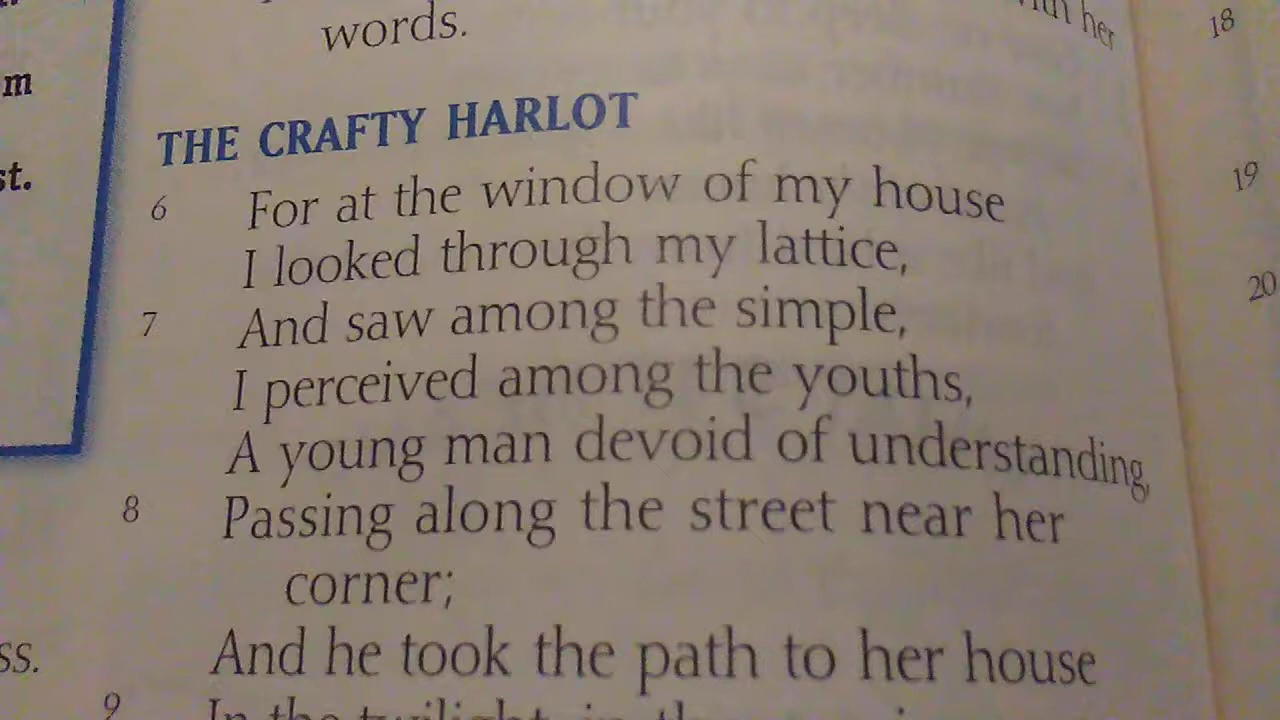 words.
THE CRAFTY HARLOT
6 For at the window of my house
I looked through my lattice,
7 And saw among the simple,
I perceived among the youths,
A young man devoid of understanding,
8 Passing along the street near her
corner;
And he took the path to her house
9 In the twilight, in the
m
st.
ss.
her
18
19
20